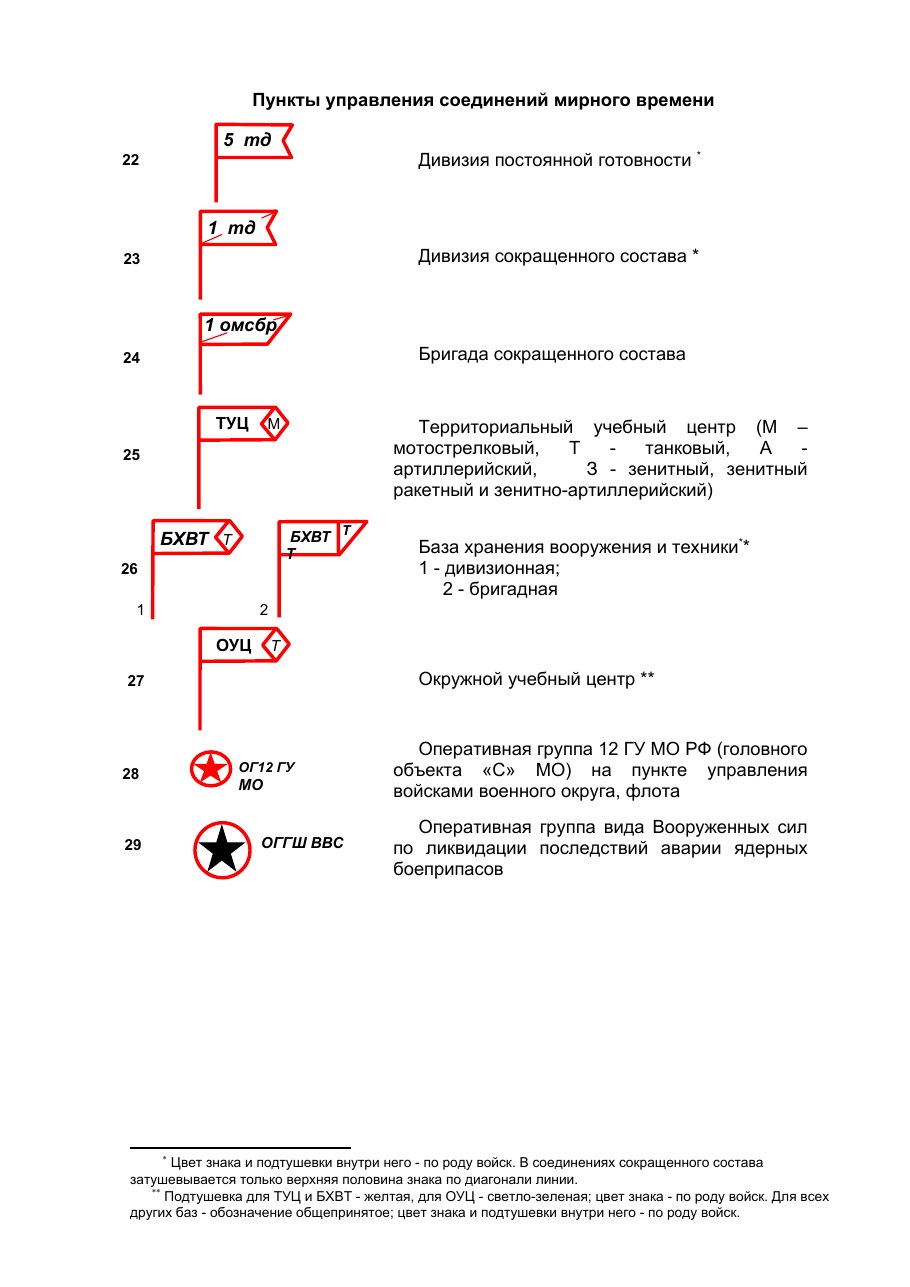 Пункты управления соединений мирного времени
5 тд
22
Дивизия постоянной готовности *
1 тд
23
Дивизия сокращенного состава *
1 омсбр
24
Бригада сокращенного состава
ТУЦ М
25
Территориальный учебный центр (М –
мотострелковый, Т - танковый, А -
артиллерийский, З - зенитный, зенитный
ракетный и зенитно-артиллерийский)
БХВТ Т
БХВТ Т
Т
26
База хранения вооружения и техники**
1 - дивизионная;
2 - бригадная
1
2
ОУЦ Т
27
Окружной учебный центр **
28
ОГ12 ГУ
МО
Оперативная группа 12 ГУ МО РФ (головного
объекта «С» МО) на пункте управления
войсками военного округа, флота
29
ОГГШ ВВС
Оперативная группа вида Вооруженных сил
по ликвидации последствий аварии ядерных
боеприпасов
* Цвет знака и подтушевки внутри него - по роду войск. В соединениях сокращенного состава
затушевывается только верхняя половина знака по диагонали линии.
** Подтушевка для ТУЦ и БХВТ - желтая, для ОУЦ - светло-зеленая; цвет знака - по роду войск. Для всех
других баз - обозначение общепринятое; цвет знака и подтушевки внутри него - по роду войск.